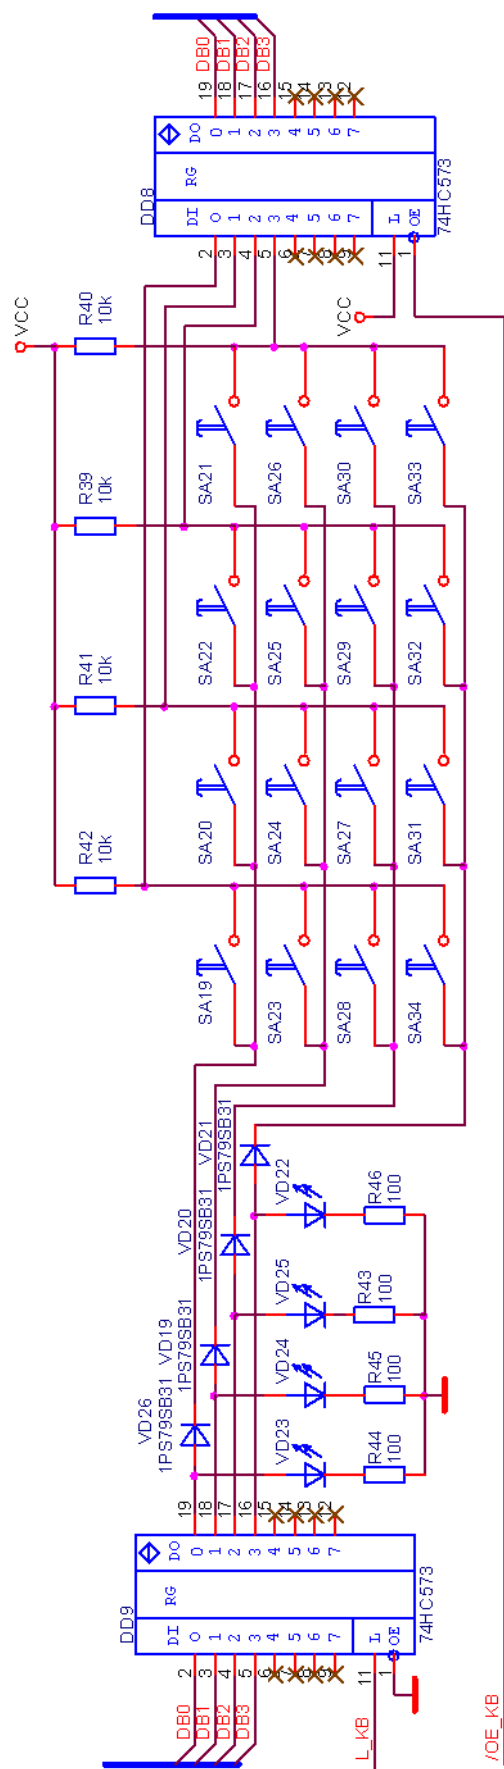 DB0
DB1
DB2
DB3
19
18
17
16
15
14
13
12
DO
0
1
2
3
4
5
6
7
RG
DD8
DI
0
1
2
3
4
5
6
7
L
OE
74HC573
2
3
4
5
6
7
8
9
11
1
VCC
VCC
R40
10k
R39
10k
R41
10k
R42
10k
SA21
SA26
SA30
SA33
SA22
SA25
SA29
SA32
SA20
SA24
SA27
SA31
SA19
SA23
SA28
SA34
VD21
1PS79SB31
VD20
1PS79SB31
VD19
1PS79SB31
VD26
1PS79SB31
VD22
VD25
VD24
VD23
R46
100
R43
100
R45
100
R44
100
19
18
17
16
15
14
13
12
DO
0
1
2
3
4
5
6
7
RG
DD9
DI
0
1
2
3
4
5
6
7
L
OE
74HC573
2
3
4
5
6
7
8
9
11
1
DB0
DB1
DB2
DB3
L_KB
/OE_KB